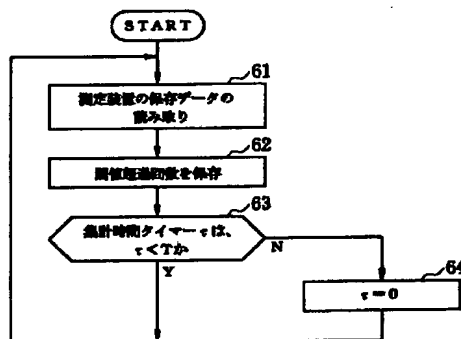 START
61
測定装置の保存データの
読み取り
62
閾値超過回数を保存
63
集計時間タイマーτは、
τ<Tか
N
Y
64
τ=0